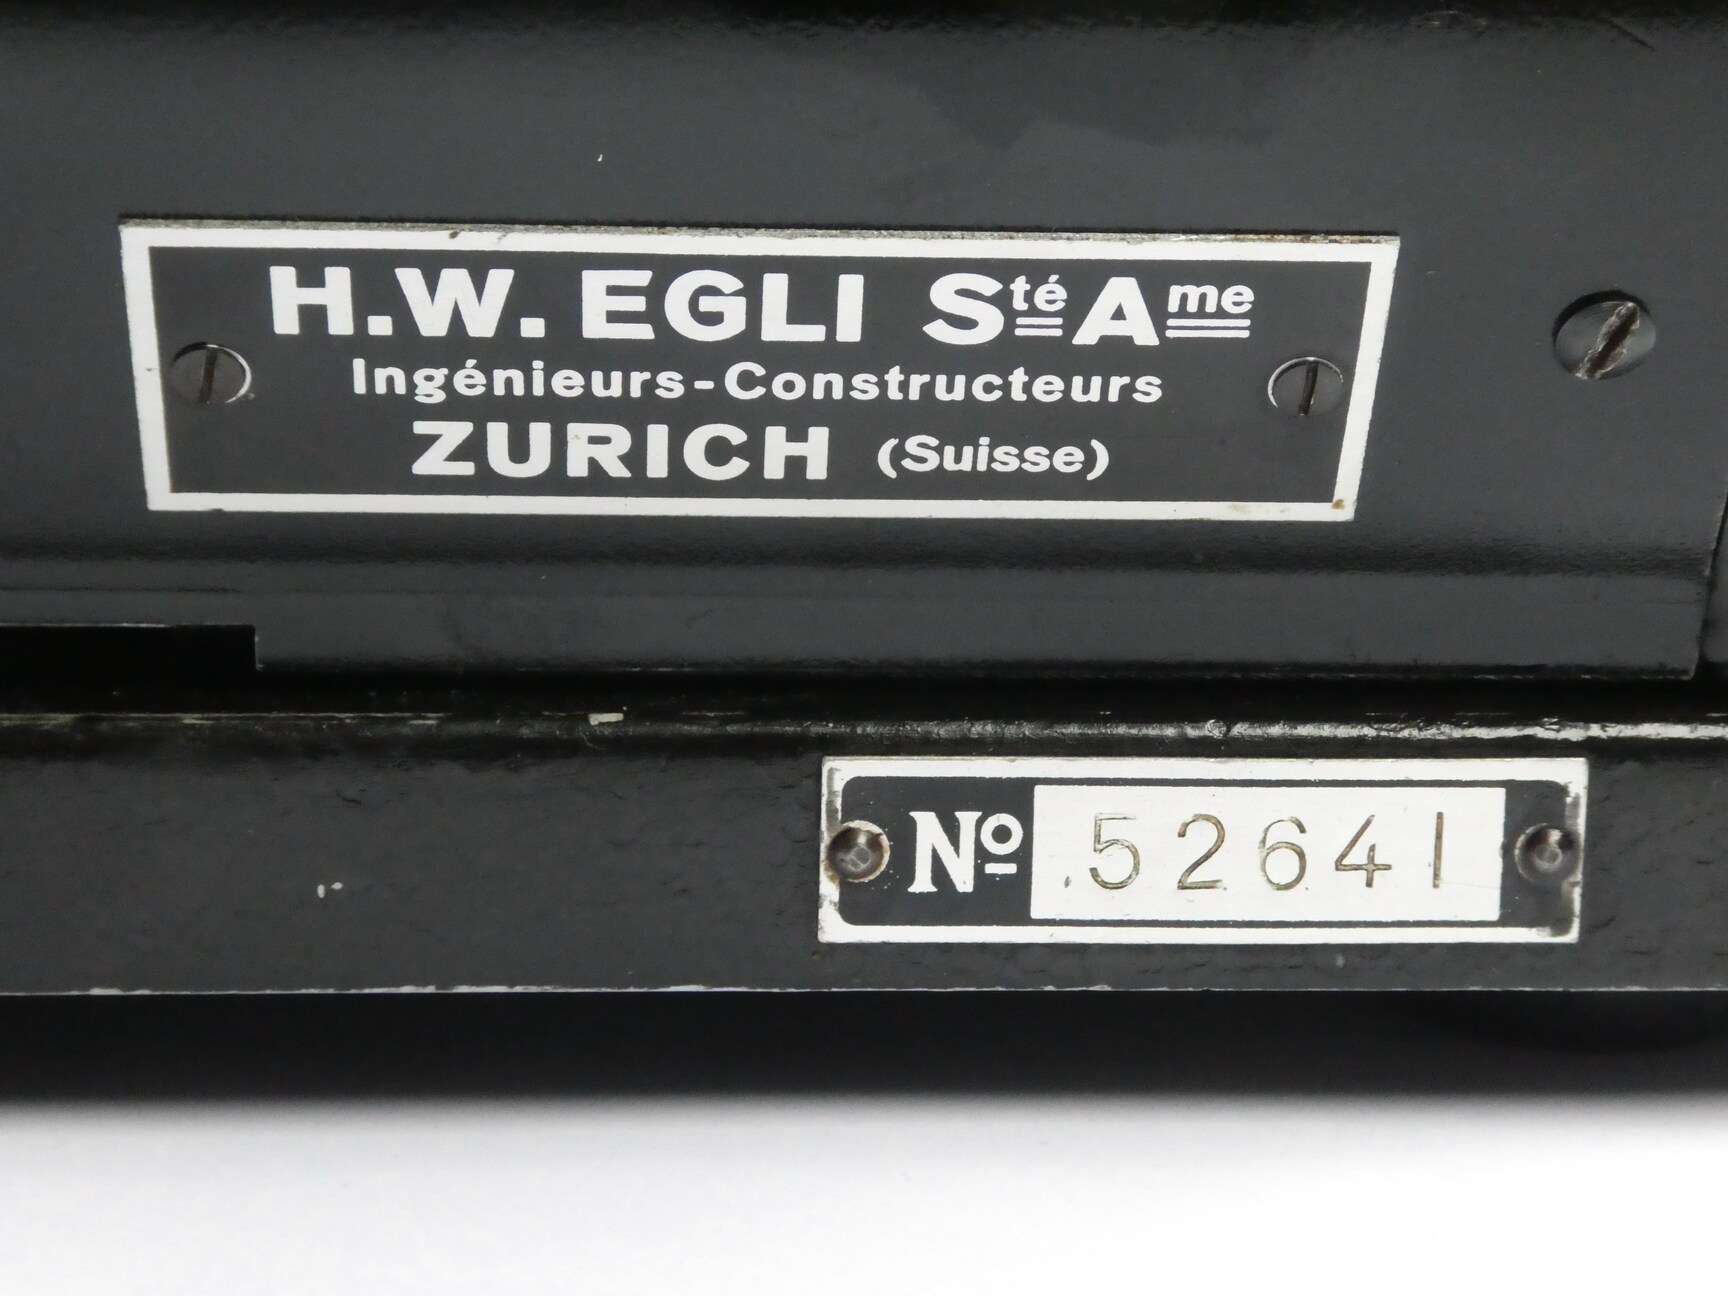 H.W. EGLI Sté Ame
Ingénieurs-Constructeurs
ZURICH (Suisse)
Nº 52641